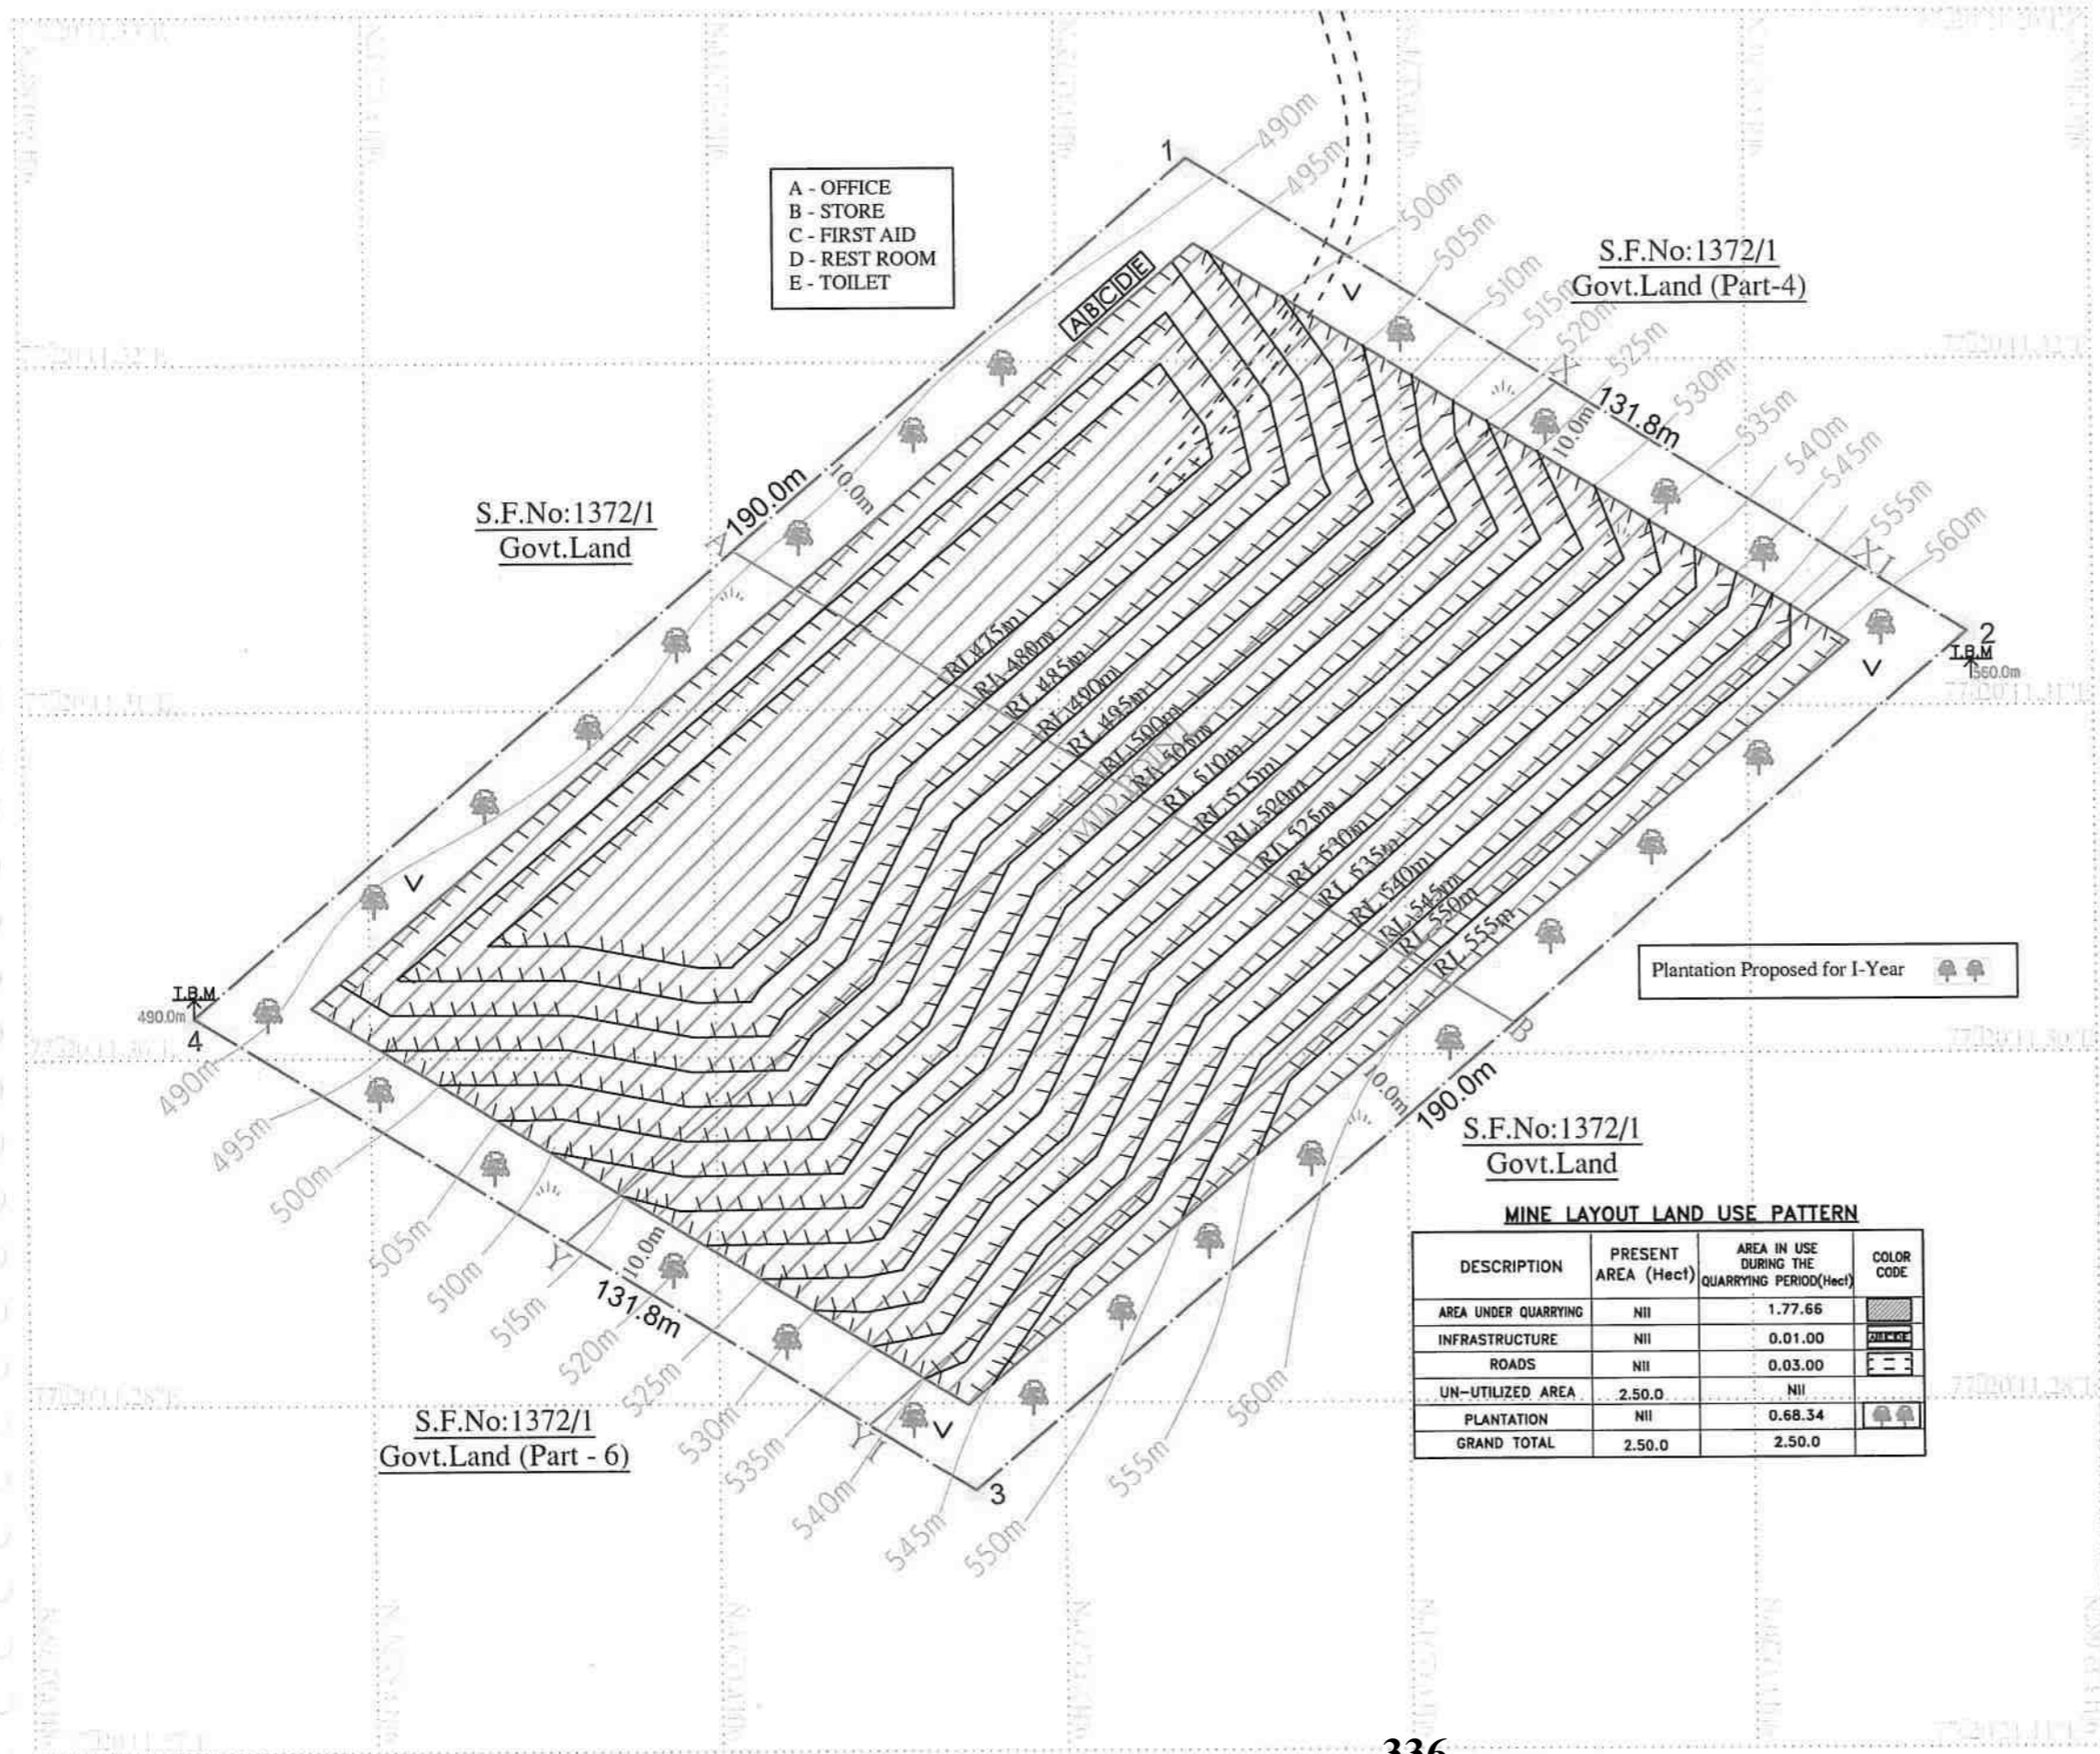 1
490m
495m
500m
505m
510m
515m
520m
525m
530m
535m
540m
545m
555m
560m
A - OFFICE
B - STORE
C - FIRST AID
D - REST ROOM
E - TOILET
A B C D E
S.F.No:1372/1
Govt.Land (Part-4)
X
131.8m
10.0m
X1
2
T.B.M
560.0m
S.F.No:1372/1
Govt.Land
190.0m
10.0m
RL 475m
RL 480m
RL 485m
RL 490m
RL 495m
RL 500m
RL 505m
RL 510m
RL 515m
RL 520m
RL 525m
RL 530m
RL 535m
RL 540m
RL 545m
RL 550m
RL 555m
B
Plantation Proposed for I-Year
T.B.M
490.0m
4
490m
495m
500m
505m
510m
515m
520m
525m
530m
535m
540m
545m
550m
555m
560m
Y
10.0m
131.8m
Y1
3
10.0m
190.0m
S.F.No:1372/1
Govt.Land
S.F.No:1372/1
Govt.Land (Part - 6)
MINE LAYOUT LAND USE PATTERN
DESCRIPTION PRESENT AREA (Hect) AREA IN USE DURING THE QUARRYING PERIOD(Hect) COLOR CODE
AREA UNDER QUARRYING Nil 1.77.66
INFRASTRUCTURE Nil 0.01.00 ABCDE
ROADS Nil 0.03.00
UN-UTILIZED AREA 2.50.0 Nil
PLANTATION Nil 0.68.34
GRAND TOTAL 2.50.0 2.50.0
336